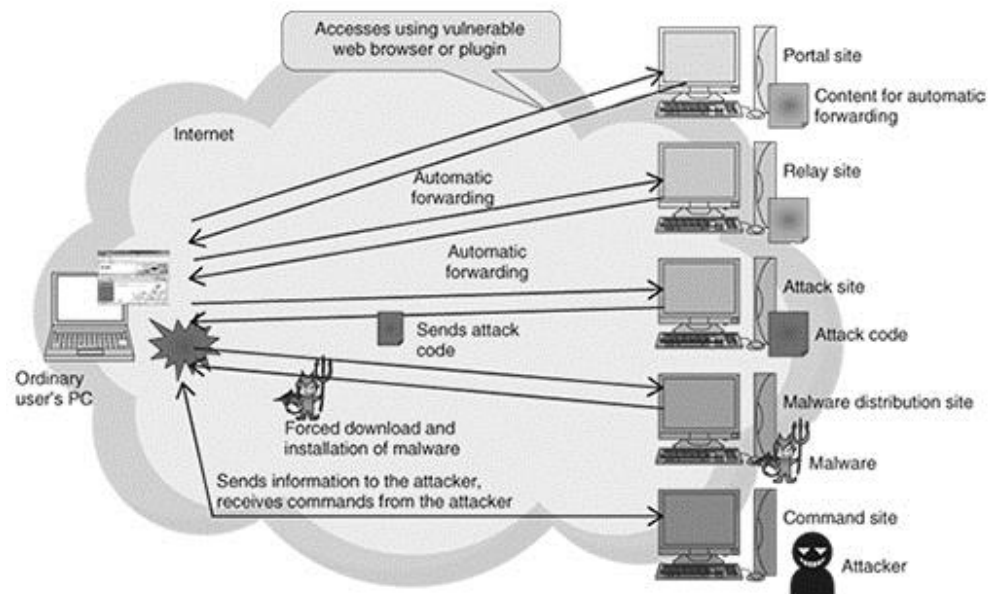 Accesses using vulnerable
web browser or plugin
Portal site
Content for automatic
forwarding
Internet
Relay site
Automatic
forwarding
Automatic
forwarding
Attack site
Sends attack
code
Attack code
Ordinary
user's PC
Malware distribution site
Forced download and
installation of malware
Malware
Sends information to the attacker,
receives commands from the attacker
Command site
Attacker